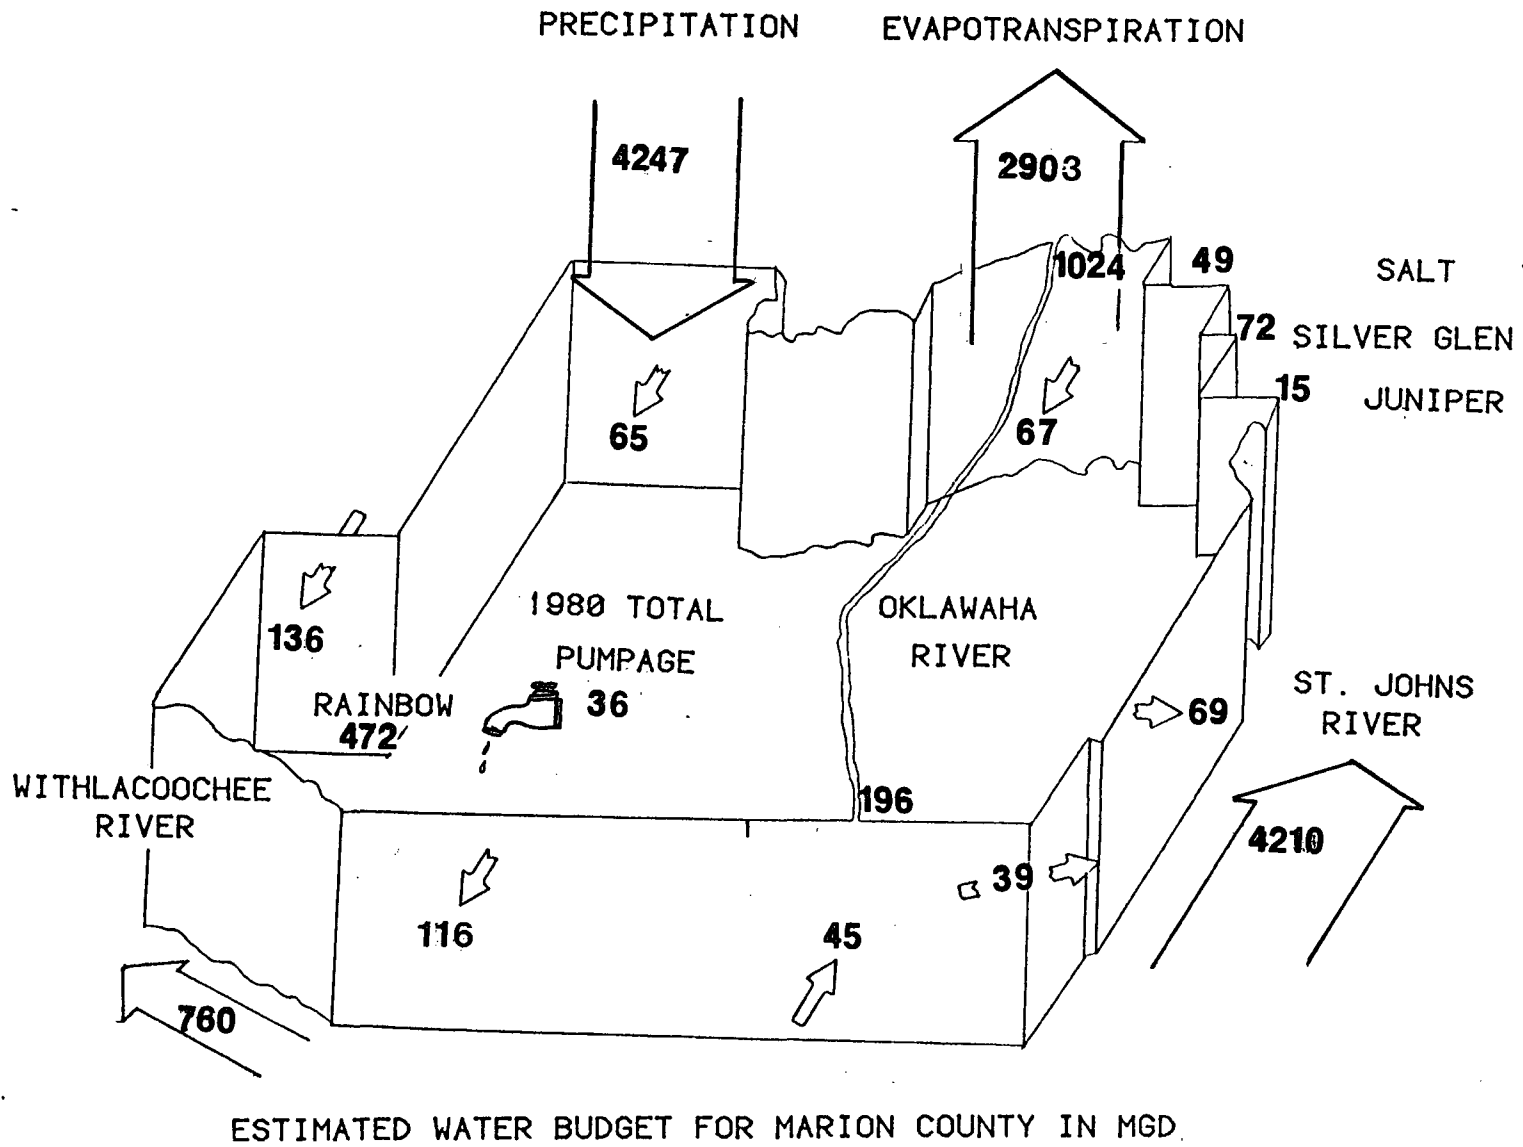 PRECIPITATION
EVAPOTRANSPIRATION
4247
2903
1024
49
SALT
72
SILVER GLEN
15
JUNIPER
65
67
136
1980 TOTAL
PUMPAGE
36
OKLAWAHA
RIVER
RAINBOW
472
69
ST. JOHNS
RIVER
WITHLACOOCHEE
RIVER
196
4210
39
116
45
760
ESTIMATED WATER BUDGET FOR MARION COUNTY IN MGD